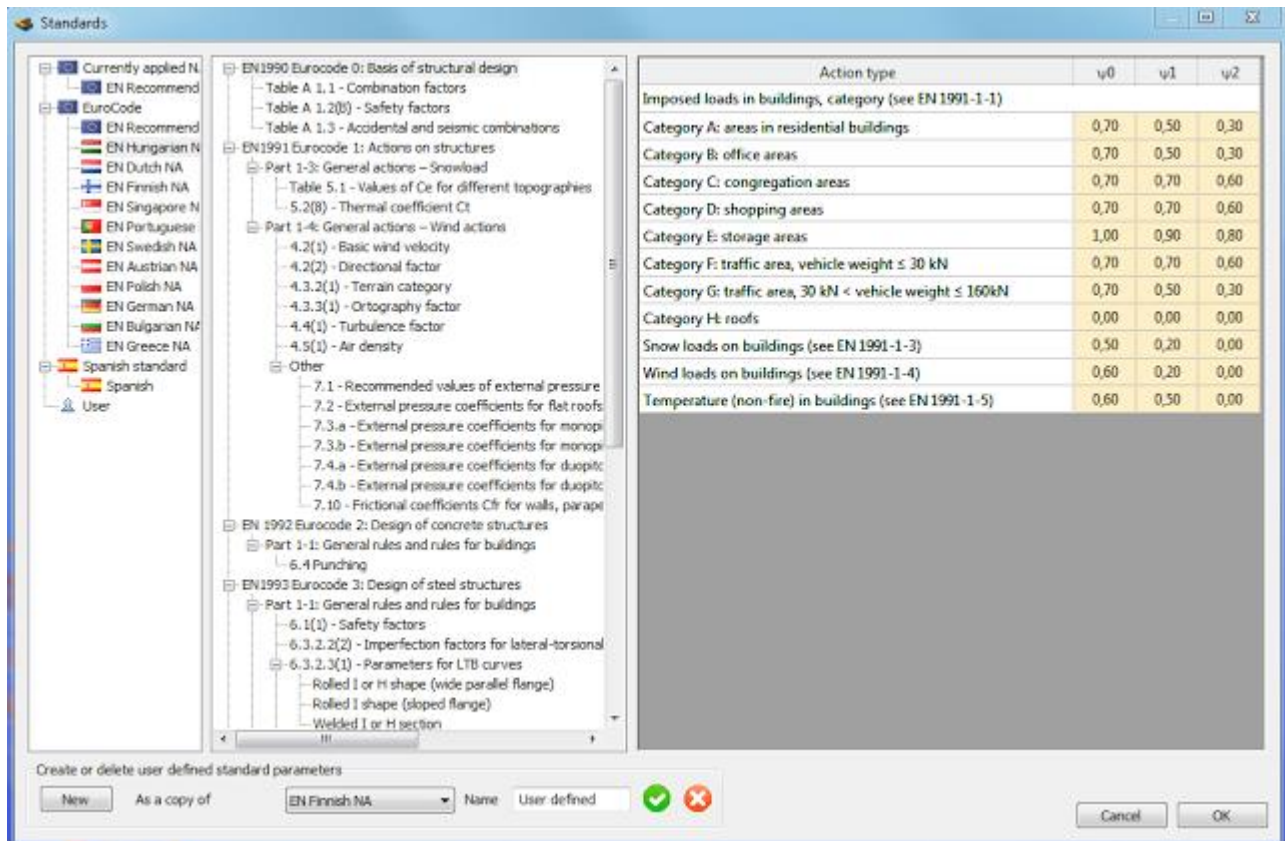 Standards
Currently applied N
EN Recommend
EuroCode
EN Recommend
EN Hungarian N
EN Dutch NA
EN Finnish NA
EN Singapore N
EN Portuguese
EN Swedish NA
EN Austrian NA
EN Polish NA
EN German NA
EN Bulgarian NA
EN Greece NA
Spanish standard
Spanish
User
EN1990 Eurocode 0: Basis of structural design
Table A 1.1 - Combination factors
Table A 1.2(B) - Safety factors
Table A 1.3 - Accidental and seismic combinations
EN1991 Eurocode 1: Actions on structures
Part 1-3: General actions – Snowload
Table 5.1 - Values of Ce for different topographies
5.2(8) - Thermal coefficient Ct
Part 1-4: General actions – Wind actions
4.2(1) - Basic wind velocity
4.2(2) - Directional factor
4.3.2(1) - Terrain category
4.3.3(1) - Ortography factor
4.4(1) - Turbulence factor
4.5(1) - Air density
Other
7.1 - Recommended values of external pressure
7.2 - External pressure coefficients for flat roofs
7.3.a - External pressure coefficients for monopi
7.3.b - External pressure coefficients for monopi
7.4.a - External pressure coefficients for duopitc
7.4.b - External pressure coefficients for duopitc
7.10 - Frictional coefficients Cfr for walls, parape
EN 1992 Eurocode 2: Design of concrete structures
Part 1-1: General rules and rules for buildings
6.4 Punching
EN1993 Eurocode 3: Design of steel structures
Part 1-1: General rules and rules for buildings
6.1(1) - Safety factors
6.3.2.2(2) - Imperfection factors for lateral-torsional
6.3.2.3(1) - Parameters for LTB curves
Rolled I or H shape (wide parallel flange)
Rolled I shape (sloped flange)
Welded I or H section
Action type ψ0 ψ1 ψ2
Imposed loads in buildings, category (see EN 1991-1-1)
Category A: areas in residential buildings 0,70 0,50 0,30
Category B: office areas 0,70 0,50 0,30
Category C: congregation areas 0,70 0,70 0,60
Category D: shopping areas 0,70 0,70 0,60
Category E: storage areas 1,00 0,90 0,80
Category F: traffic area, vehicle weight ≤ 30 kN 0,70 0,70 0,60
Category G: traffic area, 30 kN < vehicle weight ≤ 160kN 0,70 0,50 0,30
Category H: roofs 0,00 0,00 0,00
Snow loads on buildings (see EN 1991-1-3) 0,50 0,20 0,00
Wind loads on buildings (see EN 1991-1-4) 0,60 0,20 0,00
Temperature (non-fire) in buildings (see EN 1991-1-5) 0,60 0,50 0,00
Create or delete user defined standard parameters
New As a copy of EN Finnish NA Name User defined
Cancel OK